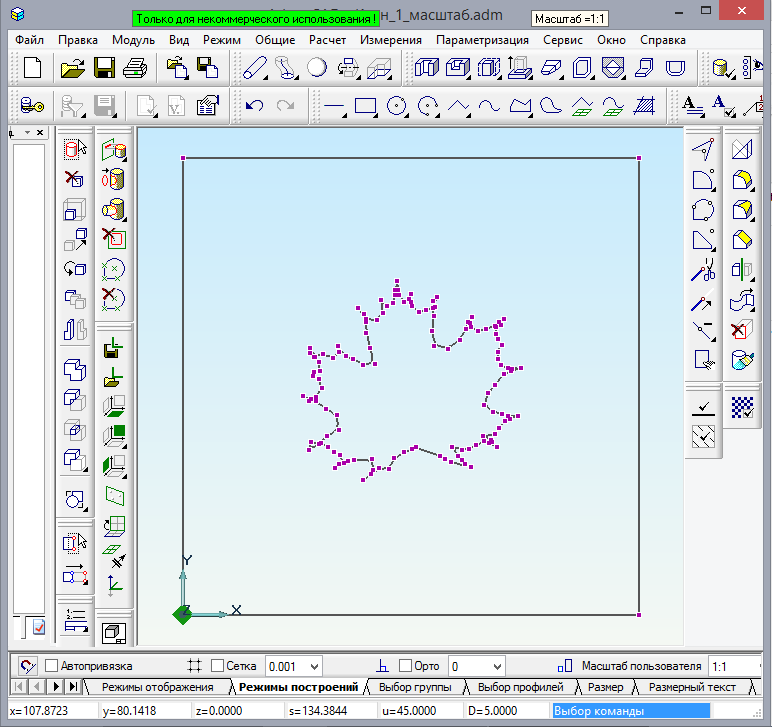 Только для некоммерческого использования !
н_1_масштаб.adm
Масштаб =1:1
Файл Правка Модуль Вид Режим Общие Расчет Измерения Параметризация Сервис Окно Справка
Y
Z X
Автопривязка Сетка 0.001 Орто 0 Масштаб пользователя 1:1
Режимы отображения Режимы построений Выбор группы Выбор профилей Размер Размерный текст
x=107.8723 y=80.1418 z=0.0000 s=134.3844 u=45.0000 D=5.0000 Выбор команды